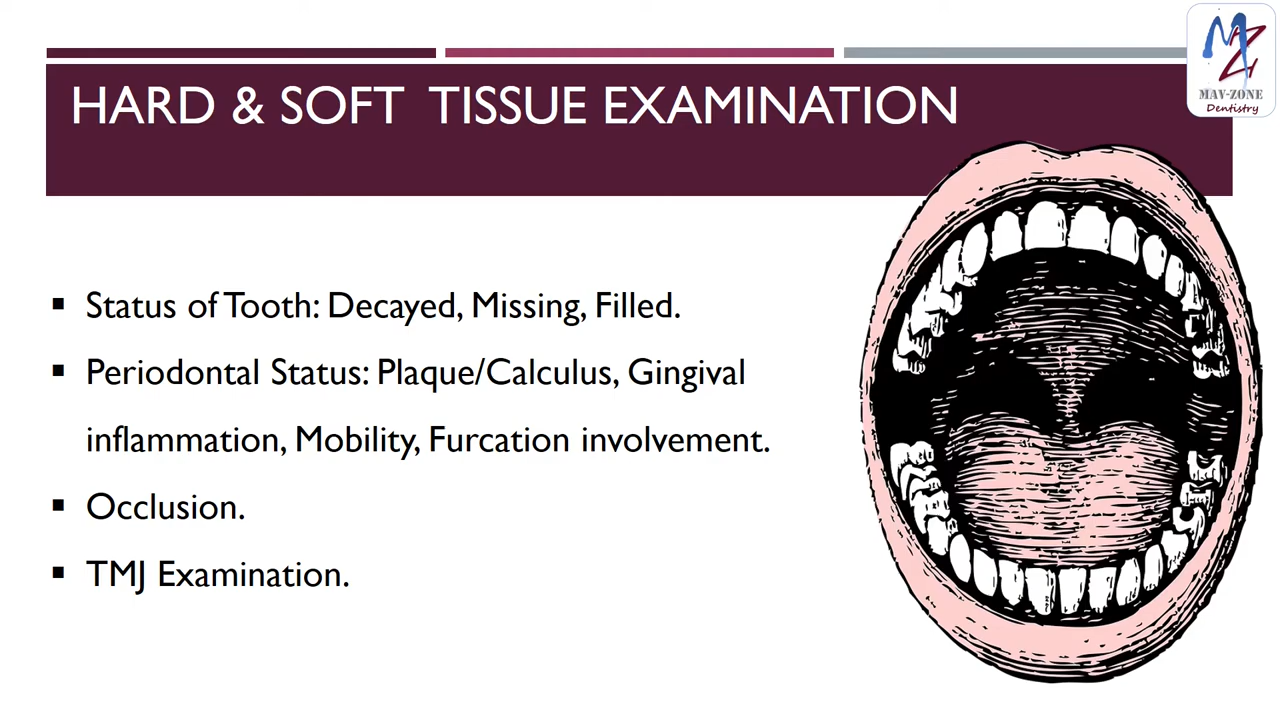 MAV-ZONE
Dentistry
HARD & SOFT TISSUE EXAMINATION
▪ Status of Tooth: Decayed, Missing, Filled.
▪ Periodontal Status: Plaque/Calculus, Gingival
inflammation, Mobility, Furcation involvement.
▪ Occlusion.
▪ TMJ Examination.